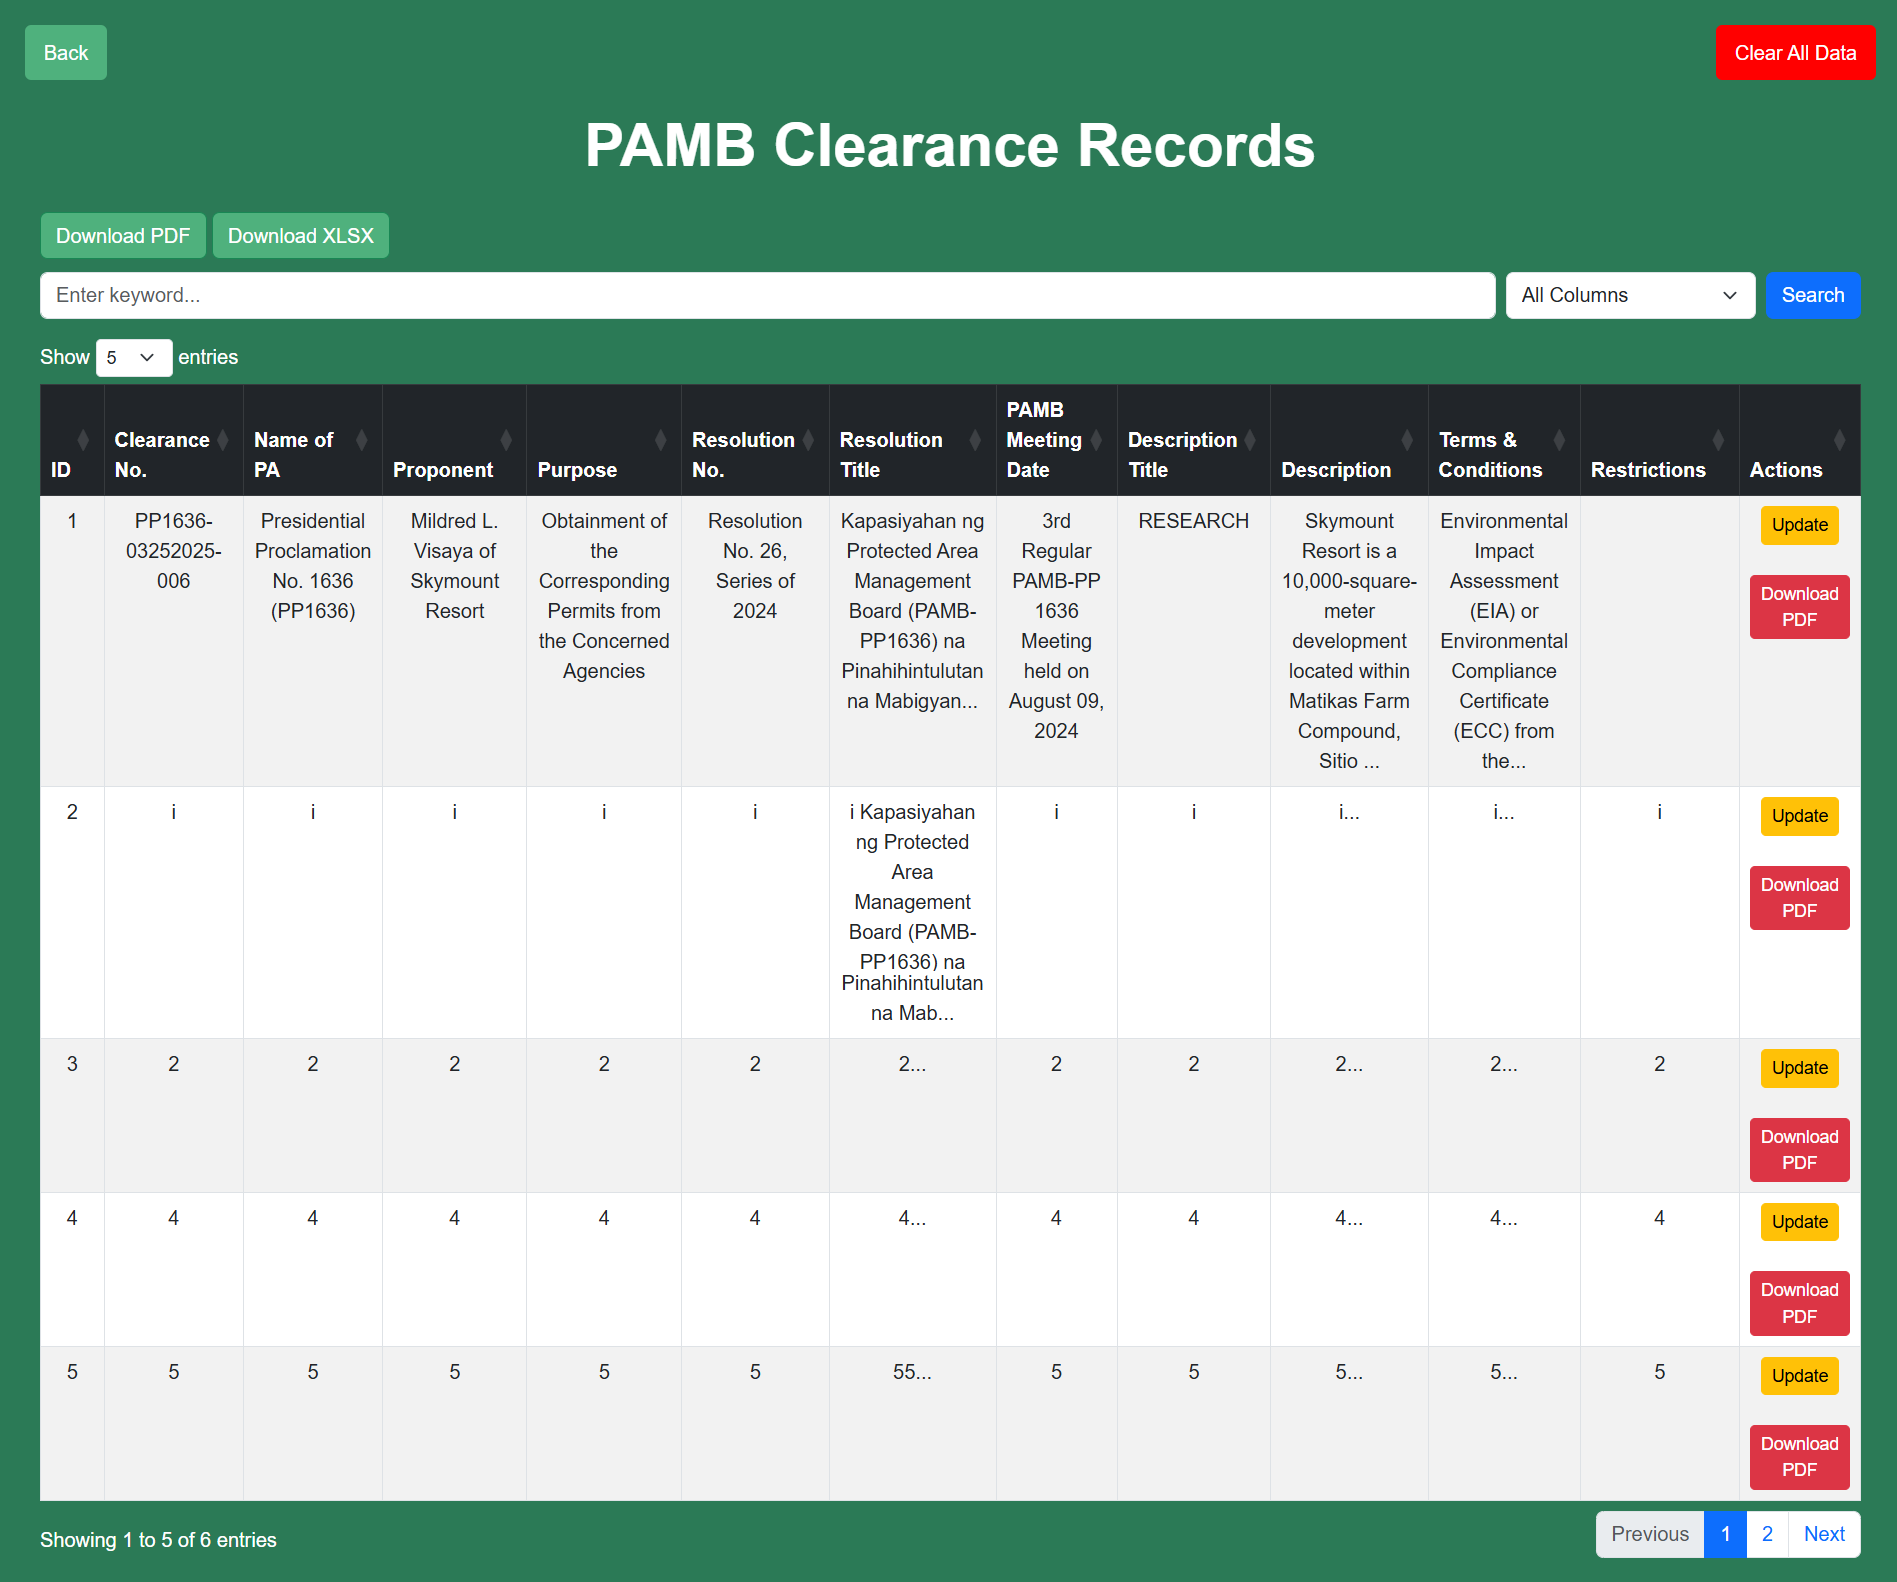 Back
Clear All Data
PAMB Clearance Records
Download PDF
Download XLSX
Enter keyword...
All Columns
Search
Show 5 entries
ID
Clearance
No.
Name of
PA
Proponent
Purpose
Resolution
No.
Resolution
Title
PAMB
Meeting
Date
Description
Title
Description
Terms &
Conditions
Restrictions
Actions
1
PP1636-
03252025-
006
Presidential
Proclamation
No. 1636
(PP1636)
Mildred L.
Visaya of
Skymount
Resort
Obtainment of
the
Corresponding
Permits from
the Concerned
Agencies
Resolution
No. 26,
Series of
2024
Kapasiyahan ng
Protected Area
Management
Board (PAMB-
PP1636) na
Pinahihintulutan
na Mabigyan...
3rd
Regular
PAMB-PP
1636
Meeting
held on
August 09,
2024
RESEARCH
Skymount
Resort is a
10,000-square-
meter
development
located within
Matikas Farm
Compound,
Sitio ...
Environmental
Impact
Assessment
(EIA) or
Environmental
Compliance
Certificate
(ECC) from
the...
Update
Download
PDF
2
i
i
i
i
i
i Kapasiyahan
ng Protected
Area
Management
Board (PAMB-
PP1636) na
Pinahihintulutan
na Mab...
i
i
i...
i...
i
Update
Download
PDF
3
2
2
2
2
2
2...
2
2
2...
2...
2
Update
Download
PDF
4
4
4
4
4
4
4...
4
4
4...
4...
4
Update
Download
PDF
5
5
5
5
5
5
55...
5
5
5...
5...
5
Update
Download
PDF
Showing 1 to 5 of 6 entries
Previous 1 2 Next